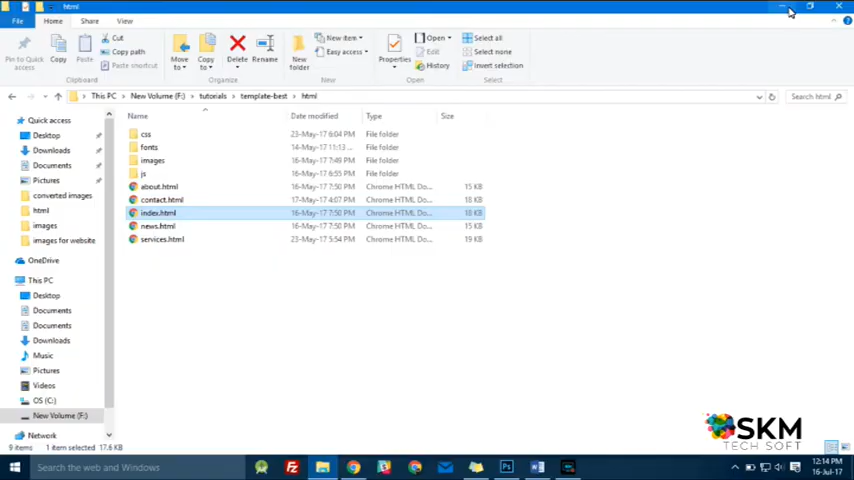 html
File Home Share View
Pin to Quick access
Copy
Paste
Cut
Copy path
Paste shortcut
Clipboard
Move to
Copy to
Delete
Rename
Organize
New folder
New item
Easy access
New
Properties
Open
Edit
History
Open
Select all
Select none
Invert selection
Select
This PC New Volume (F:) tutorials template-best html
Search html
Name Date modified Type Size
css 23-May-17 6:04 PM File folder
fonts 14-May-17 11:13 ... File folder
images 16-May-17 7:49 PM File folder
js 16-May-17 6:55 PM File folder
about.html 16-May-17 7:50 PM Chrome HTML Do... 15 KB
contact.html 17-May-17 4:07 PM Chrome HTML Do... 18 KB
index.html 16-May-17 7:50 PM Chrome HTML Do... 18 KB
news.html 16-May-17 7:50 PM Chrome HTML Do... 15 KB
services.html 23-May-17 5:54 PM Chrome HTML Do... 19 KB
Quick access
Desktop
Downloads
Documents
Pictures
converted images
html
images
images for website
OneDrive
This PC
Desktop
Documents
Documents
Downloads
Music
Pictures
Videos
OS (C:)
New Volume (F:)
Network
9 items 1 item selected 17.6 KB
SKM
TECH SOFT
Search the web and Windows
12:14 PM
16-Jul-17